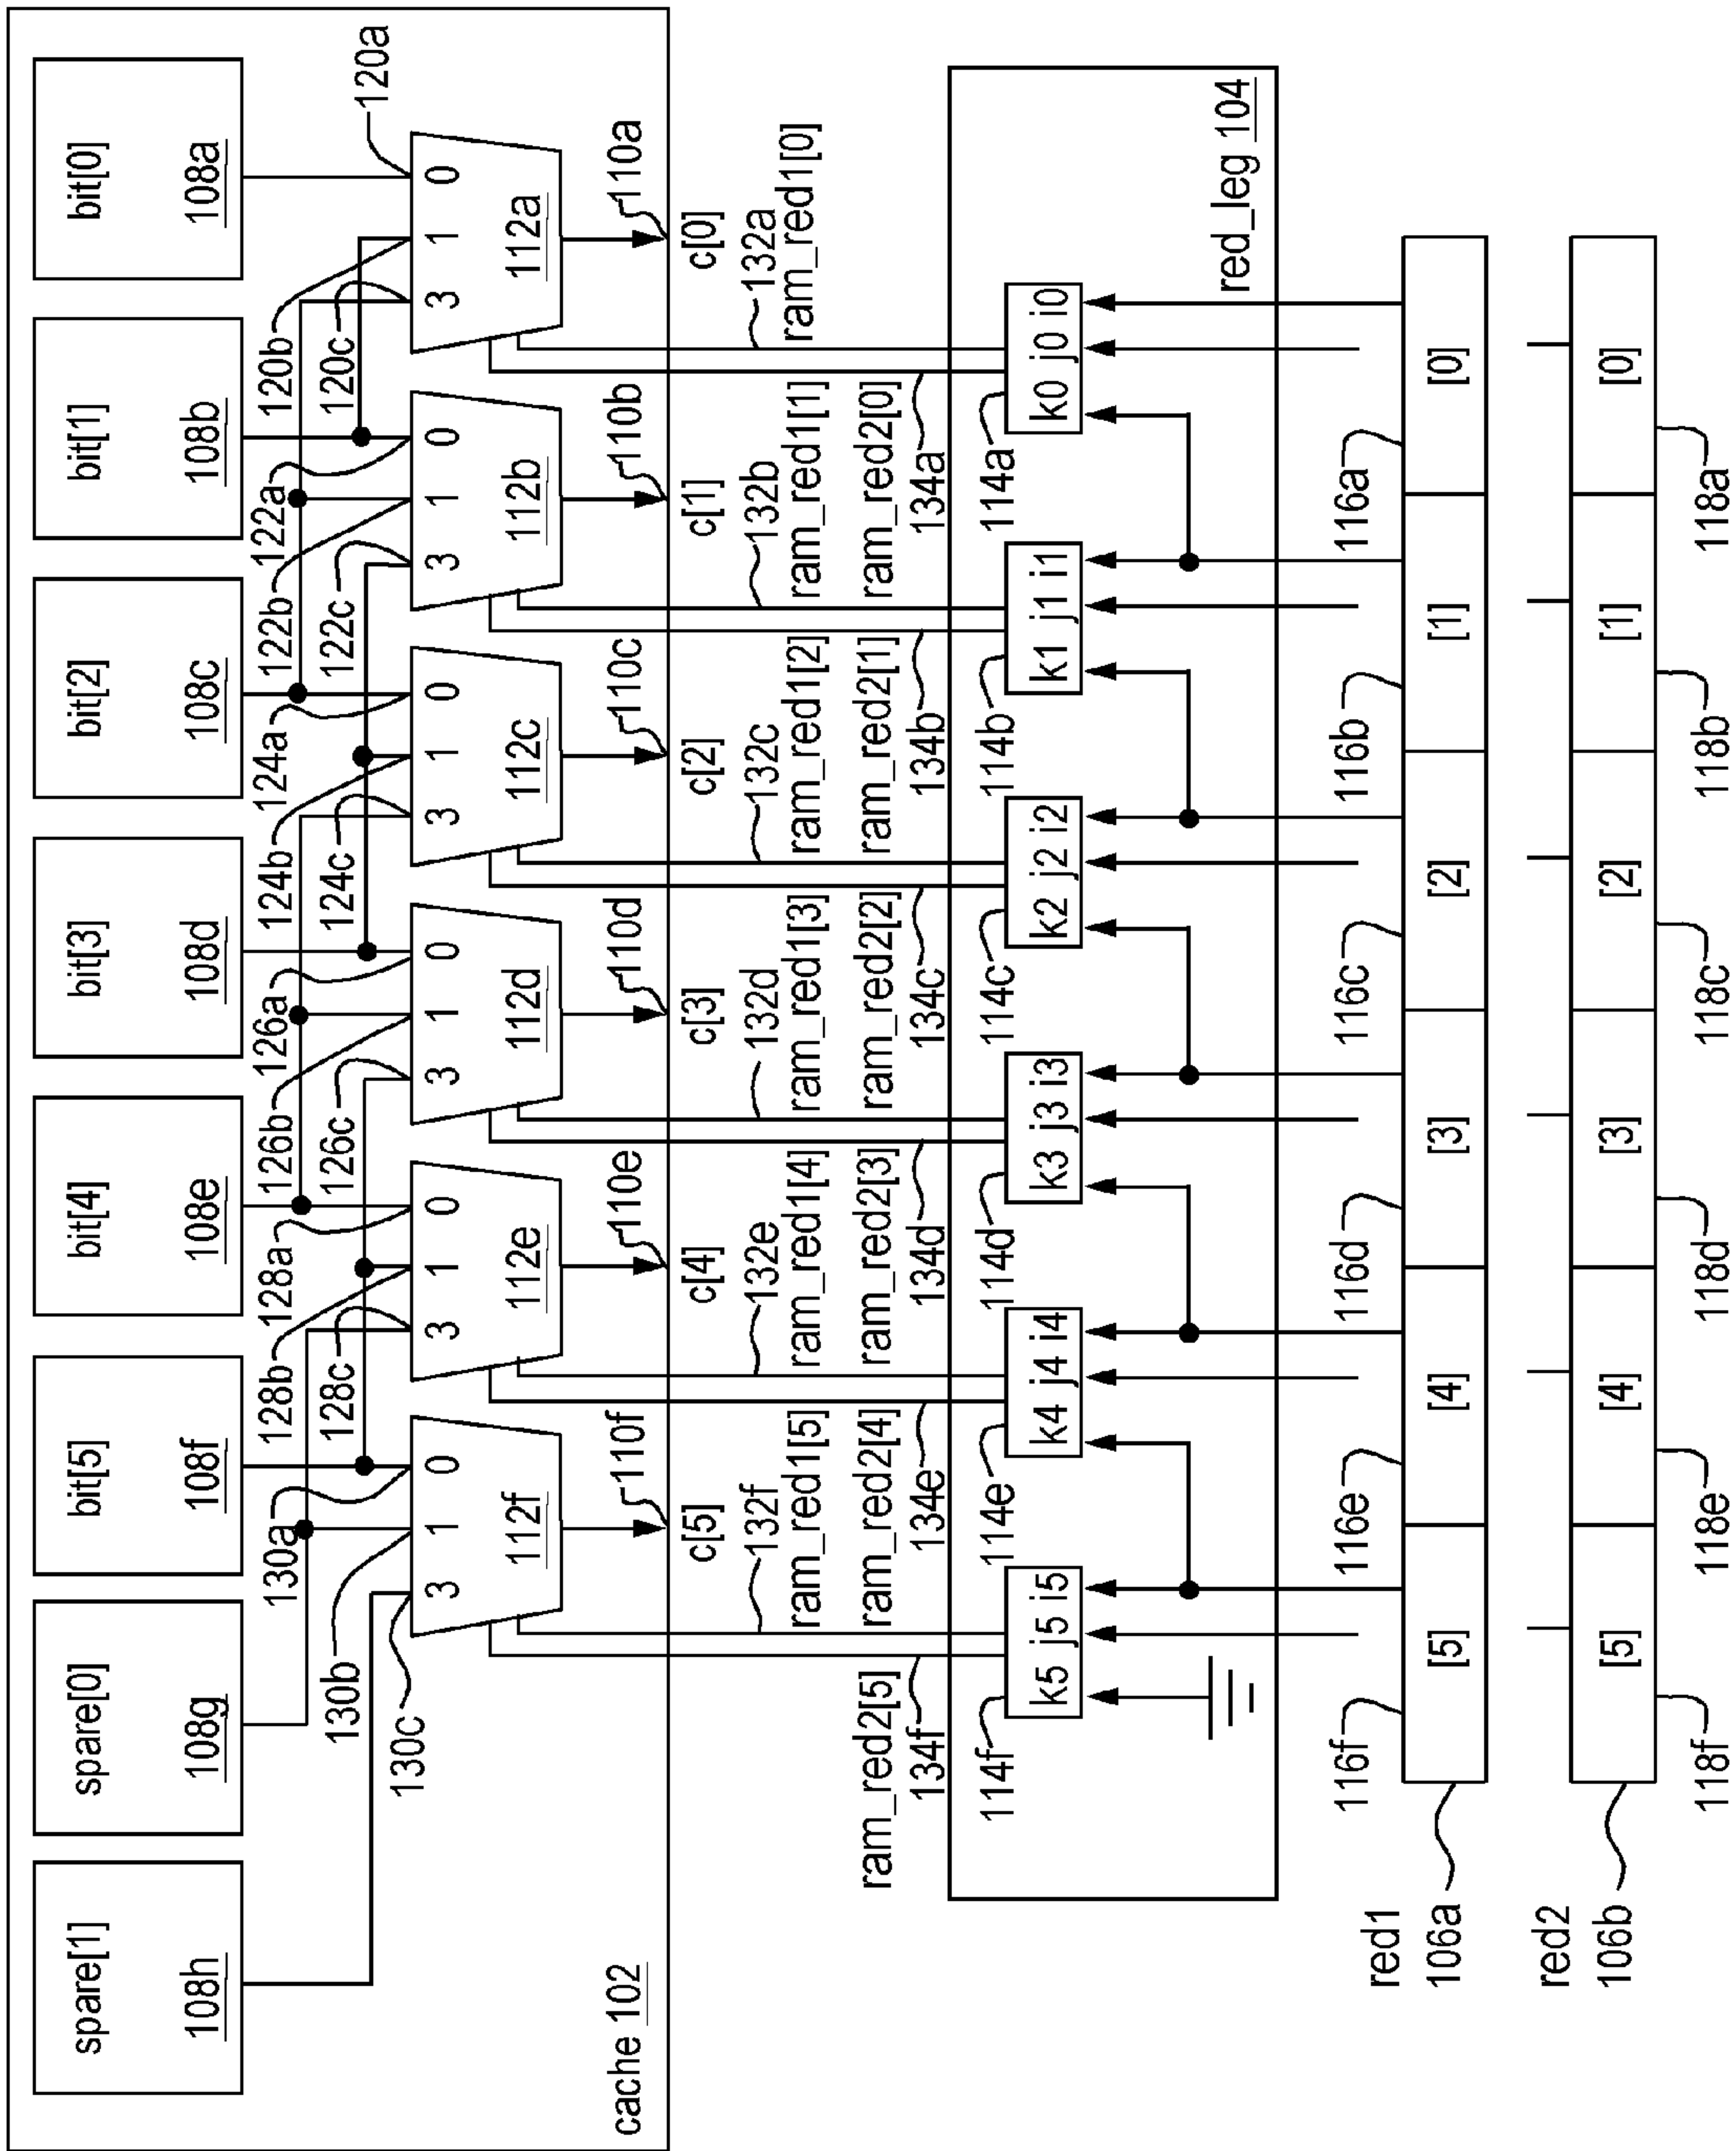 spare[1]
108h
spare[0]
108g
bit[5]
108f
bit[4]
108e
bit[3]
108d
bit[2]
108c
bit[1]
108b
bit[0]
108a
130a
128b
128a
126b
126a
124b
124a
122b
122a
120b
120a
130b
128c
126c
124c
122c
120c
130c
3 1 0
112f
3 1 0
112e
3 1 0
112d
3 1 0
112c
3 1 0
112b
3 1 0
112a
cache 102
110f
110e
110d
110c
110b
110a
c[5]
c[4]
c[3]
c[2]
c[1]
c[0]
132f
132e
132d
132c
132b
132a
ram_red1[5]
ram_red1[4]
ram_red1[3]
ram_red1[2]
ram_red1[1]
ram_red1[0]
ram_red2[5]
ram_red2[4]
ram_red2[3]
ram_red2[2]
ram_red2[1]
ram_red2[0]
134f
134e
134d
134c
134b
134a
114f
114e
114d
114c
114b
114a
k5 j5 i5
k4 j4 i4
k3 j3 i3
k2 j2 i2
k1 j1 i1
k0 j0 i0
red_leg 104
116f
116e
116d
116c
116b
116a
red1
106a
[5]
[4]
[3]
[2]
[1]
[0]
red2
106b
[5]
[4]
[3]
[2]
[1]
[0]
118f
118e
118d
118c
118b
118a